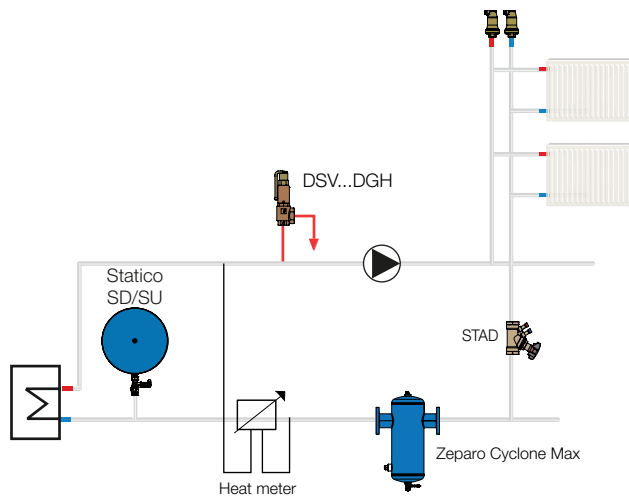 DSV...DGH
Statico
SD/SU
STAD
Zeparo Cyclone Max
Heat meter